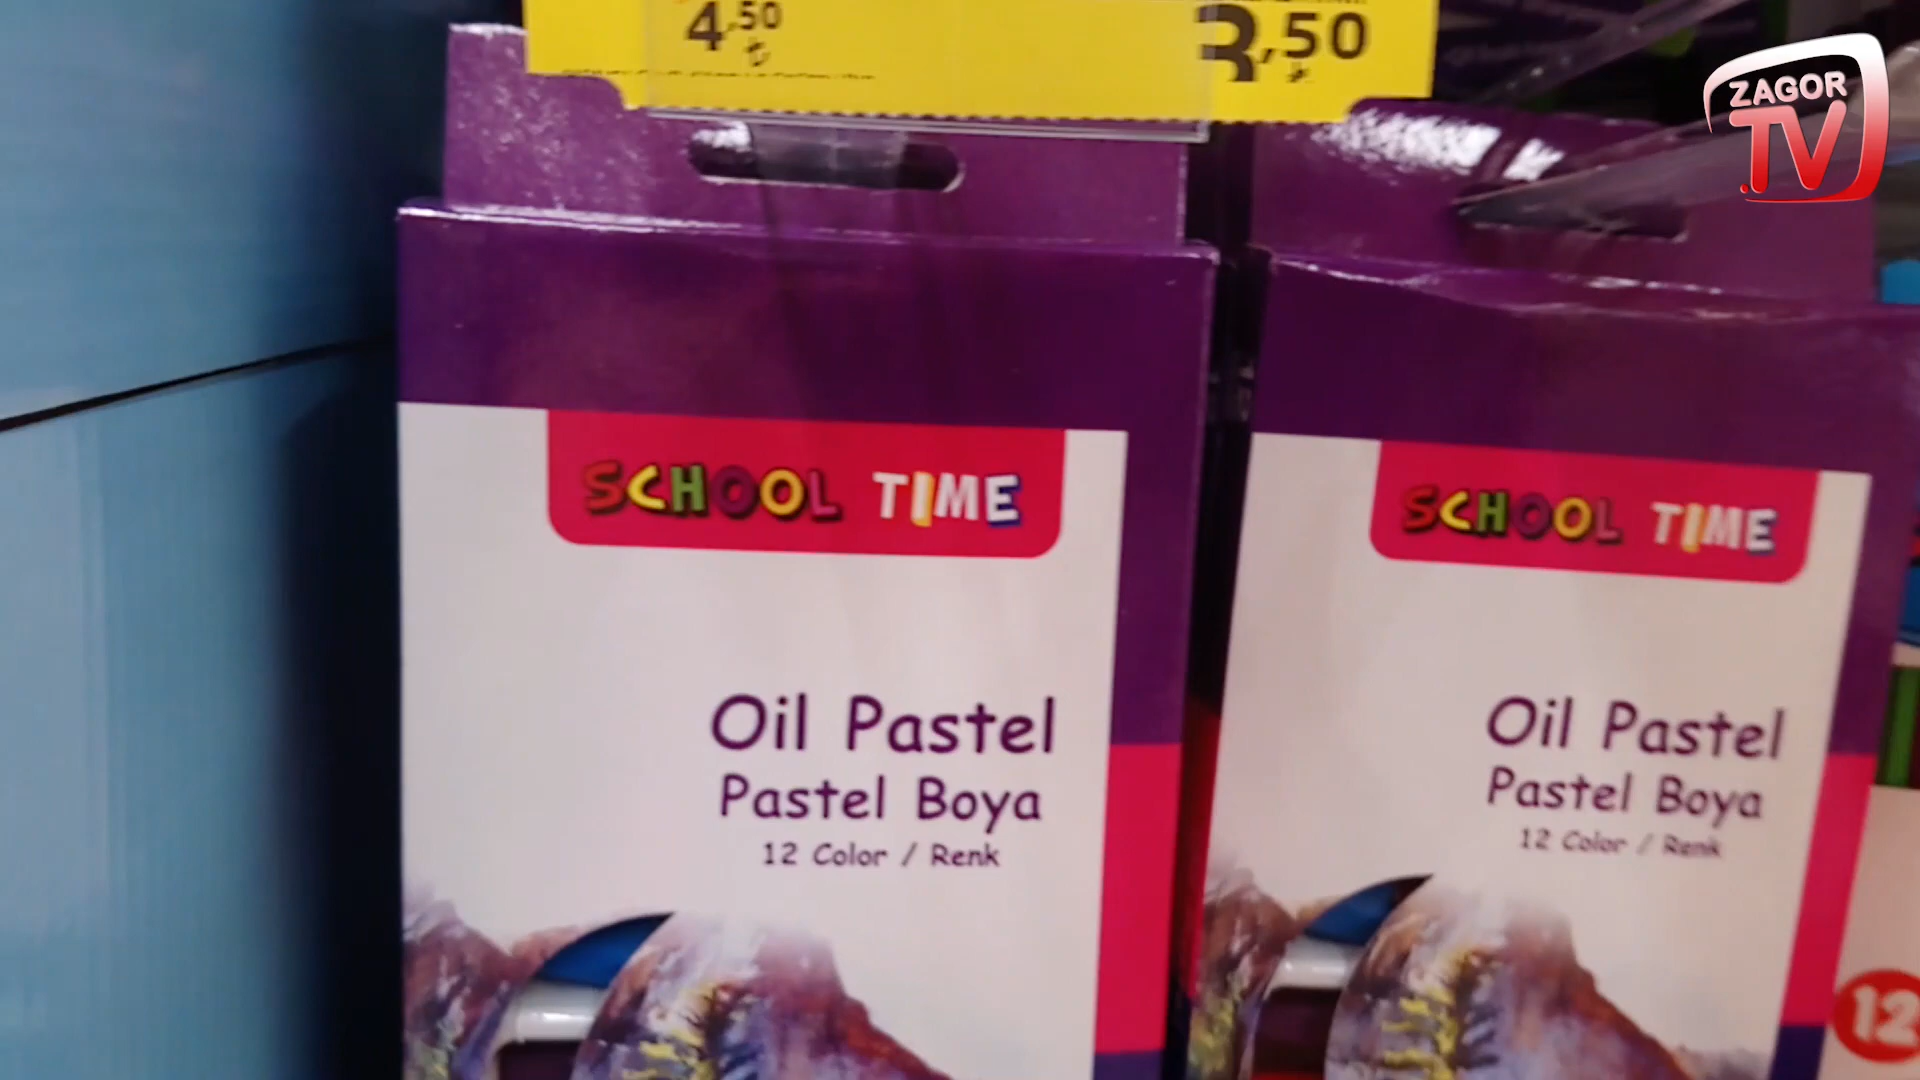 4,50 ₺
3,50
ZAGOR
TV
SCHOOL TIME
Oil Pastel
Pastel Boya
12 Color / Renk
SCHOOL TIME
Oil Pastel
Pastel Boya
12 Color / Renk
12